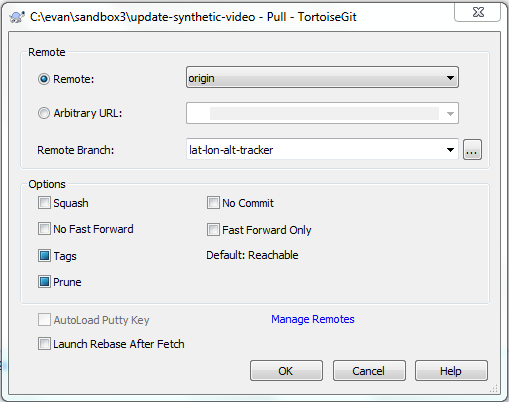 C:\evan\sandbox3\update-synthetic-video - Pull - TortoiseGit
Remote
Remote:
origin
Arbitrary URL:
Remote Branch:
lat-lon-alt-tracker
...
Options
Squash
No Commit
No Fast Forward
Fast Forward Only
Tags
Default: Reachable
Prune
AutoLoad Putty Key
Manage Remotes
Launch Rebase After Fetch
OK
Cancel
Help